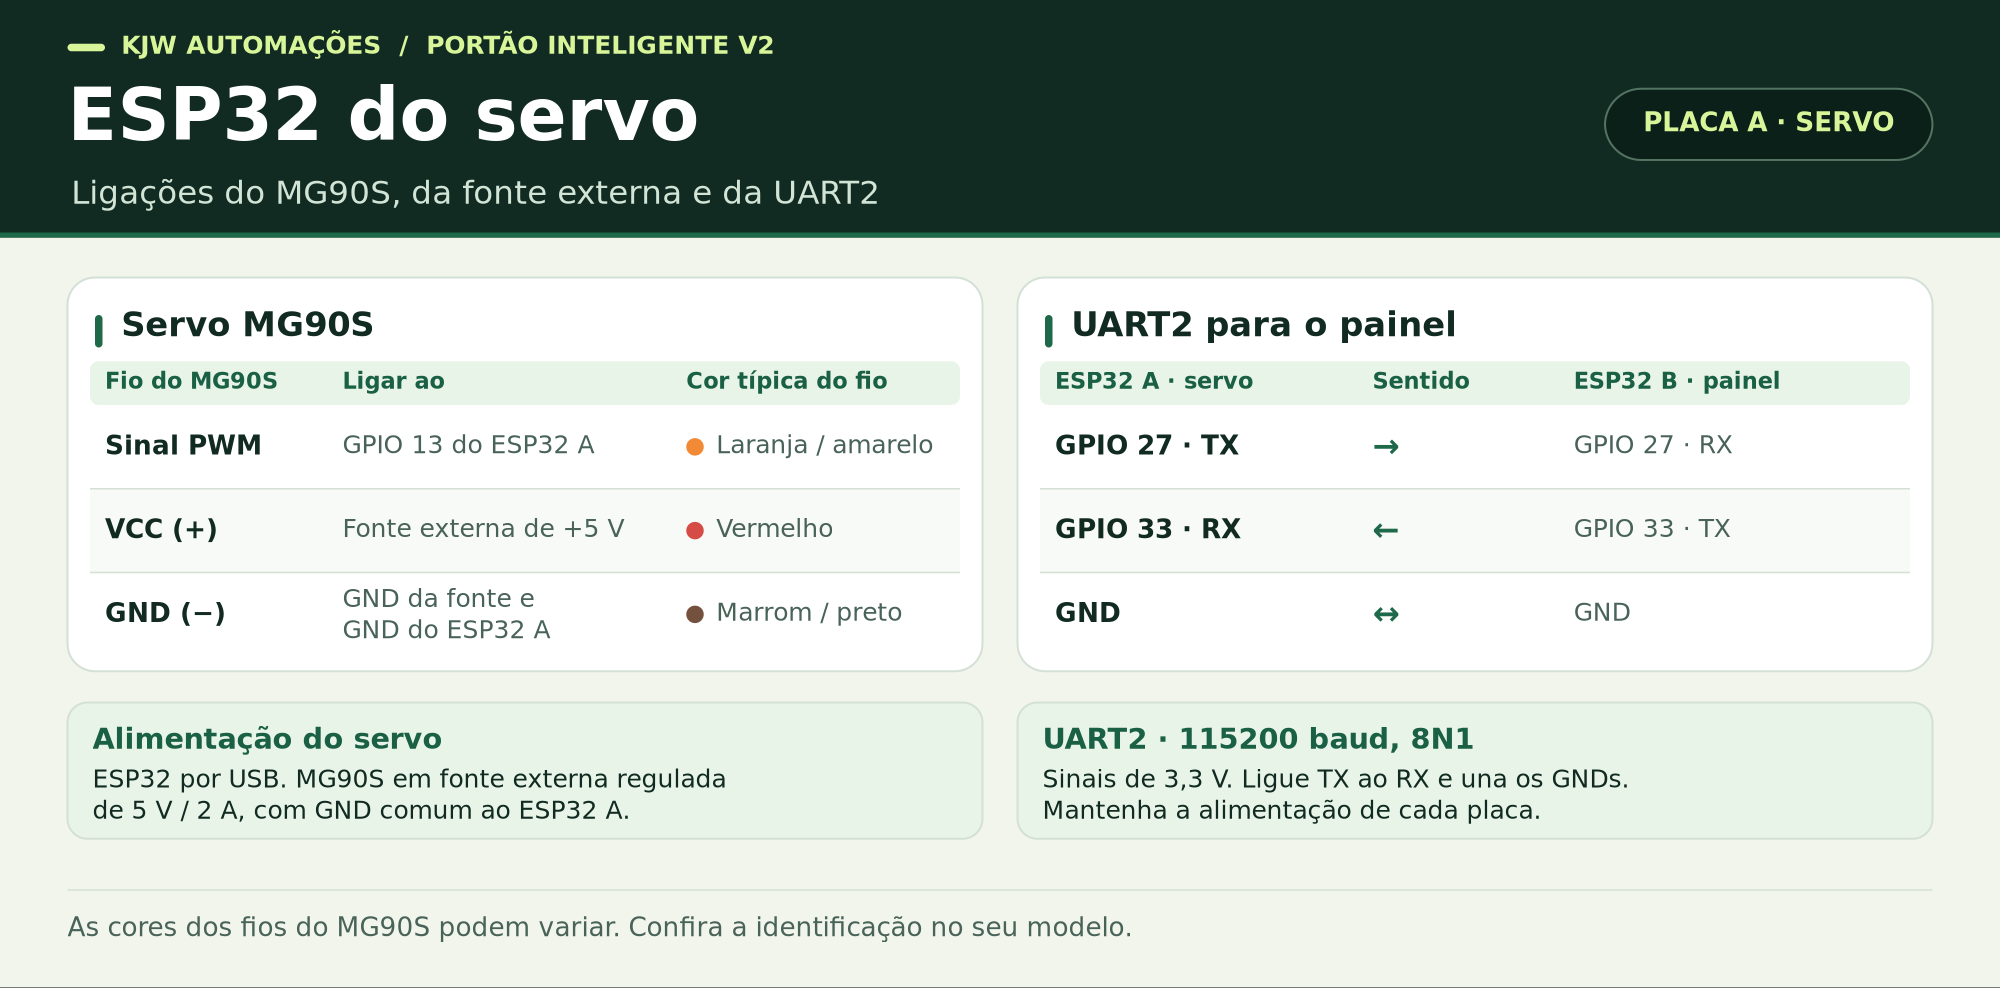 KJW AUTOMAÇÕES / PORTÃO INTELIGENTE V2
ESP32 do servo
Ligações do MG90S, da fonte externa e da UART2
PLACA A · SERVO
Servo MG90S
Fio do MG90S Ligar ao Cor típica do fio
Sinal PWM GPIO 13 do ESP32 A Laranja / amarelo
VCC (+) Fonte externa de +5 V Vermelho
GND (−) GND da fonte e
GND do ESP32 A Marrom / preto
UART2 para o painel
ESP32 A · servo Sentido ESP32 B · painel
GPIO 27 · TX → GPIO 27 · RX
GPIO 33 · RX ← GPIO 33 · TX
GND ↔ GND
Alimentação do servo
ESP32 por USB. MG90S em fonte externa regulada
de 5 V / 2 A, com GND comum ao ESP32 A.
UART2 · 115200 baud, 8N1
Sinais de 3,3 V. Ligue TX ao RX e una os GNDs.
Mantenha a alimentação de cada placa.
As cores dos fios do MG90S podem variar. Confira a identificação no seu modelo.